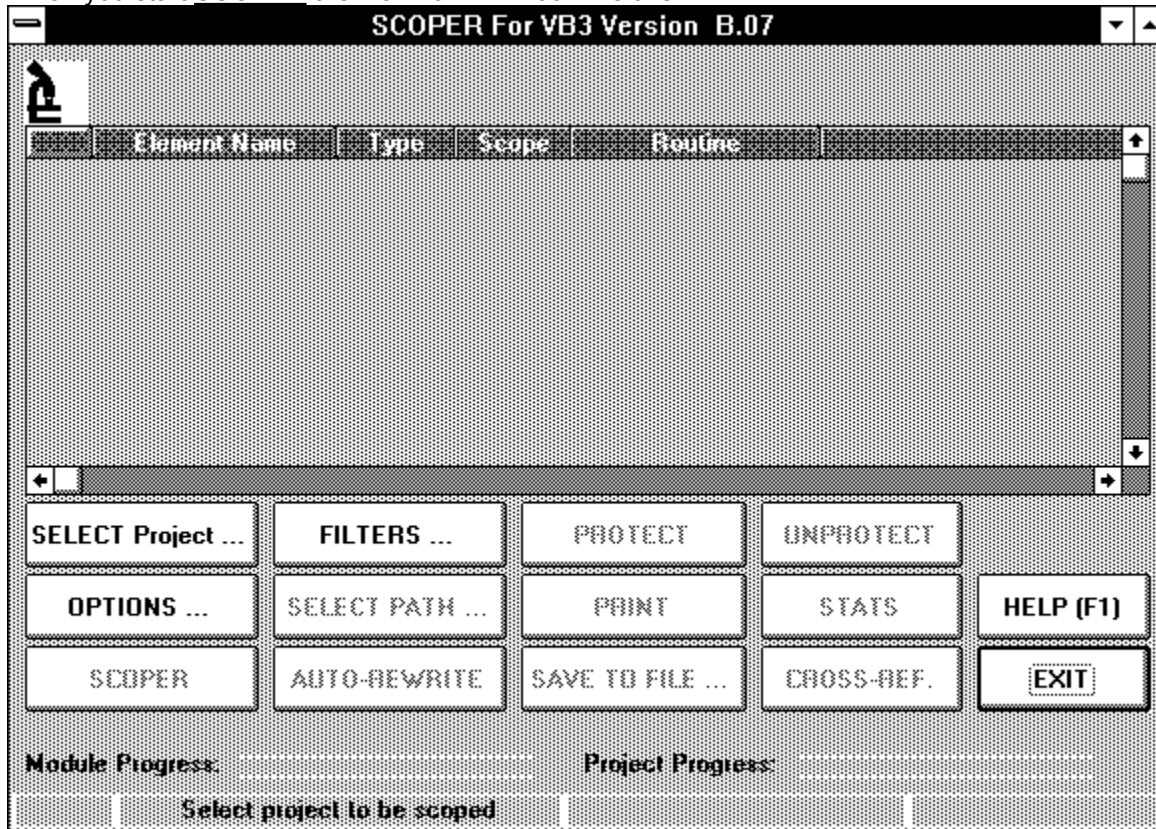 SCOPER For VB3 Version B.07
Element Name Type Scope Routine
SELECT Project ... FILTERS ... PROTECT UNPROTECT
OPTIONS ... SELECT PATH ... PRINT STATS HELP (F1)
SCOPER AUTO-REWRITE SAVE TO FILE ... CROSS-REF. EXIT
Module Progress: Project Progress:
Select project to be scoped